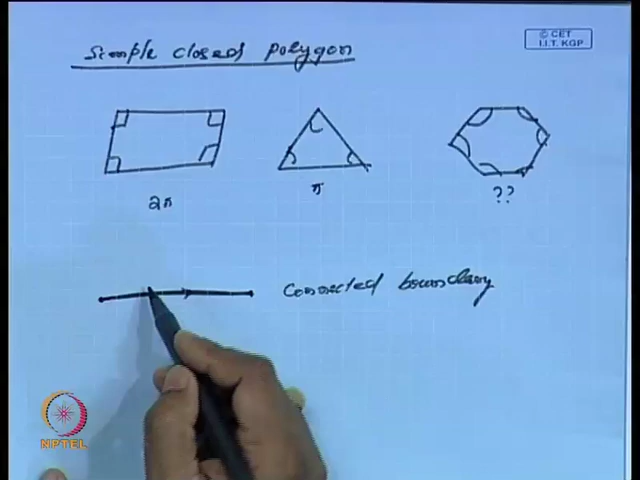 Simple closed polygon
© CET
I.I.T. KGP
2π
π
??
Connected boundary
NPTEL